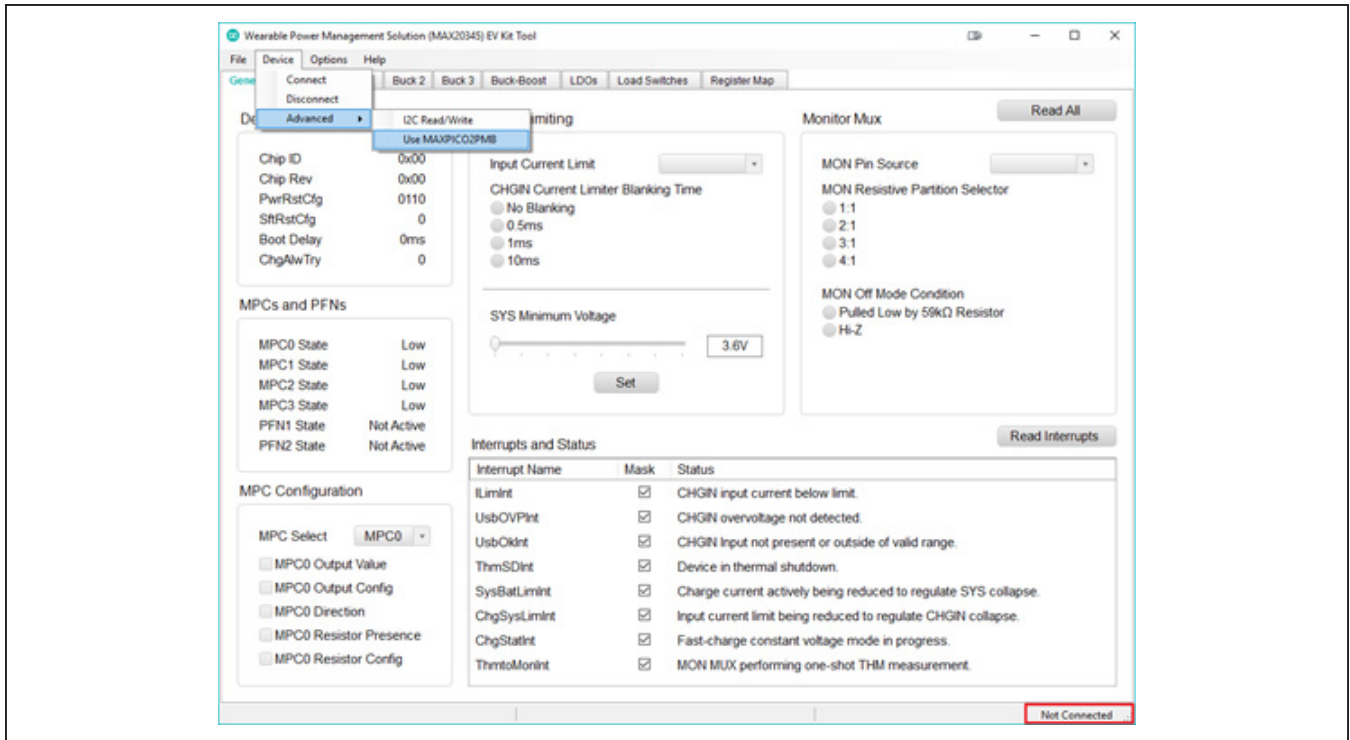 Wearable Power Management Solution (MAX20345) EV Kit Tool
File Device Options Help
Buck 2 Buck 3 Buck-Boost LDOs Load Switches Register Map
Connect
Disconnect
Advanced
I2C Read/Write
Use MAXPICO2PMB
Chip ID 0x00
Chip Rev 0x00
PwrRstCfg 0110
SftRstCfg 0
Boot Delay 0ms
ChgAlwTry 0
MPCs and PFNs
MPC0 State Low
MPC1 State Low
MPC2 State Low
MPC3 State Low
PFN1 State Not Active
PFN2 State Not Active
MPC Configuration
MPC Select MPC0
MPC0 Output Value
MPC0 Output Config
MPC0 Direction
MPC0 Resistor Presence
MPC0 Resistor Config
Input Current Limit
CHGIN Current Limiter Blanking Time
No Blanking
0.5ms
1ms
10ms
SYS Minimum Voltage
3.6V
Set
Monitor Mux
Read All
MON Pin Source
MON Resistive Partition Selector
1:1
2:1
3:1
4:1
MON Off Mode Condition
Pulled Low by 59kΩ Resistor
Hi-Z
Interrupts and Status
Read Interrupts
Interrupt Name Mask Status
ILimInt CHGIN input current below limit.
UsbOVPInt CHGIN overvoltage not detected.
UsbOkInt CHGIN Input not present or outside of valid range.
ThmSDInt Device in thermal shutdown.
SysBatLimInt Charge current actively being reduced to regulate SYS collapse.
ChgSysLimInt Input current limit being reduced to regulate CHGIN collapse.
ChgStatInt Fast-charge constant voltage mode in progress.
ThmtoMonInt MON MUX performing one-shot THM measurement.
Not Connected